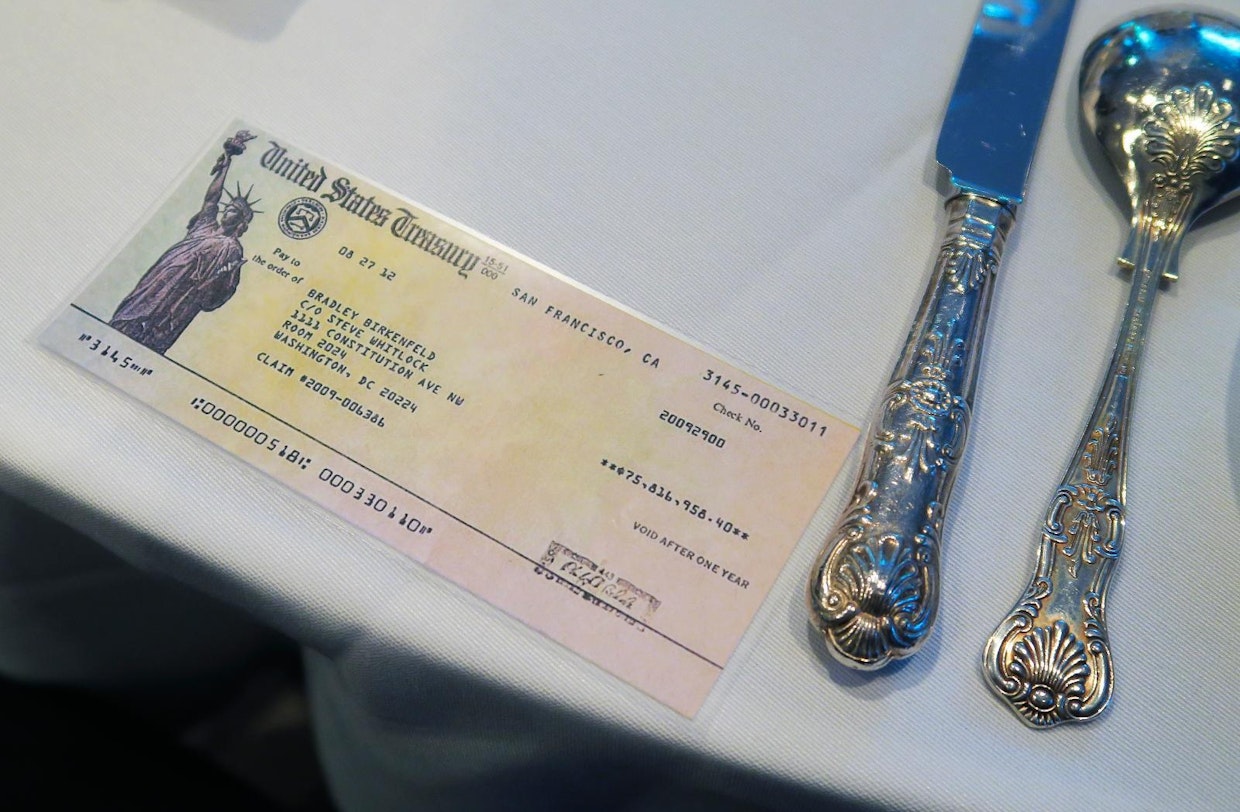 United States Treasury
15-51
000
08 27 12
SAN FRANCISCO, CA
3145-00033011
Check No.
Pay to
the order of
BRADLEY BIRKENFELD
C/O STEVE WHITLOCK
1111 CONSTITUTION AVE NW
ROOM 2024
WASHINGTON, DC 20224
CLAIM #2009-006386
20092900
**$75,816,958.40**
VOID AFTER ONE YEAR
⑈3145⑈⑈
⑆000000518⑆ 000330110⑈